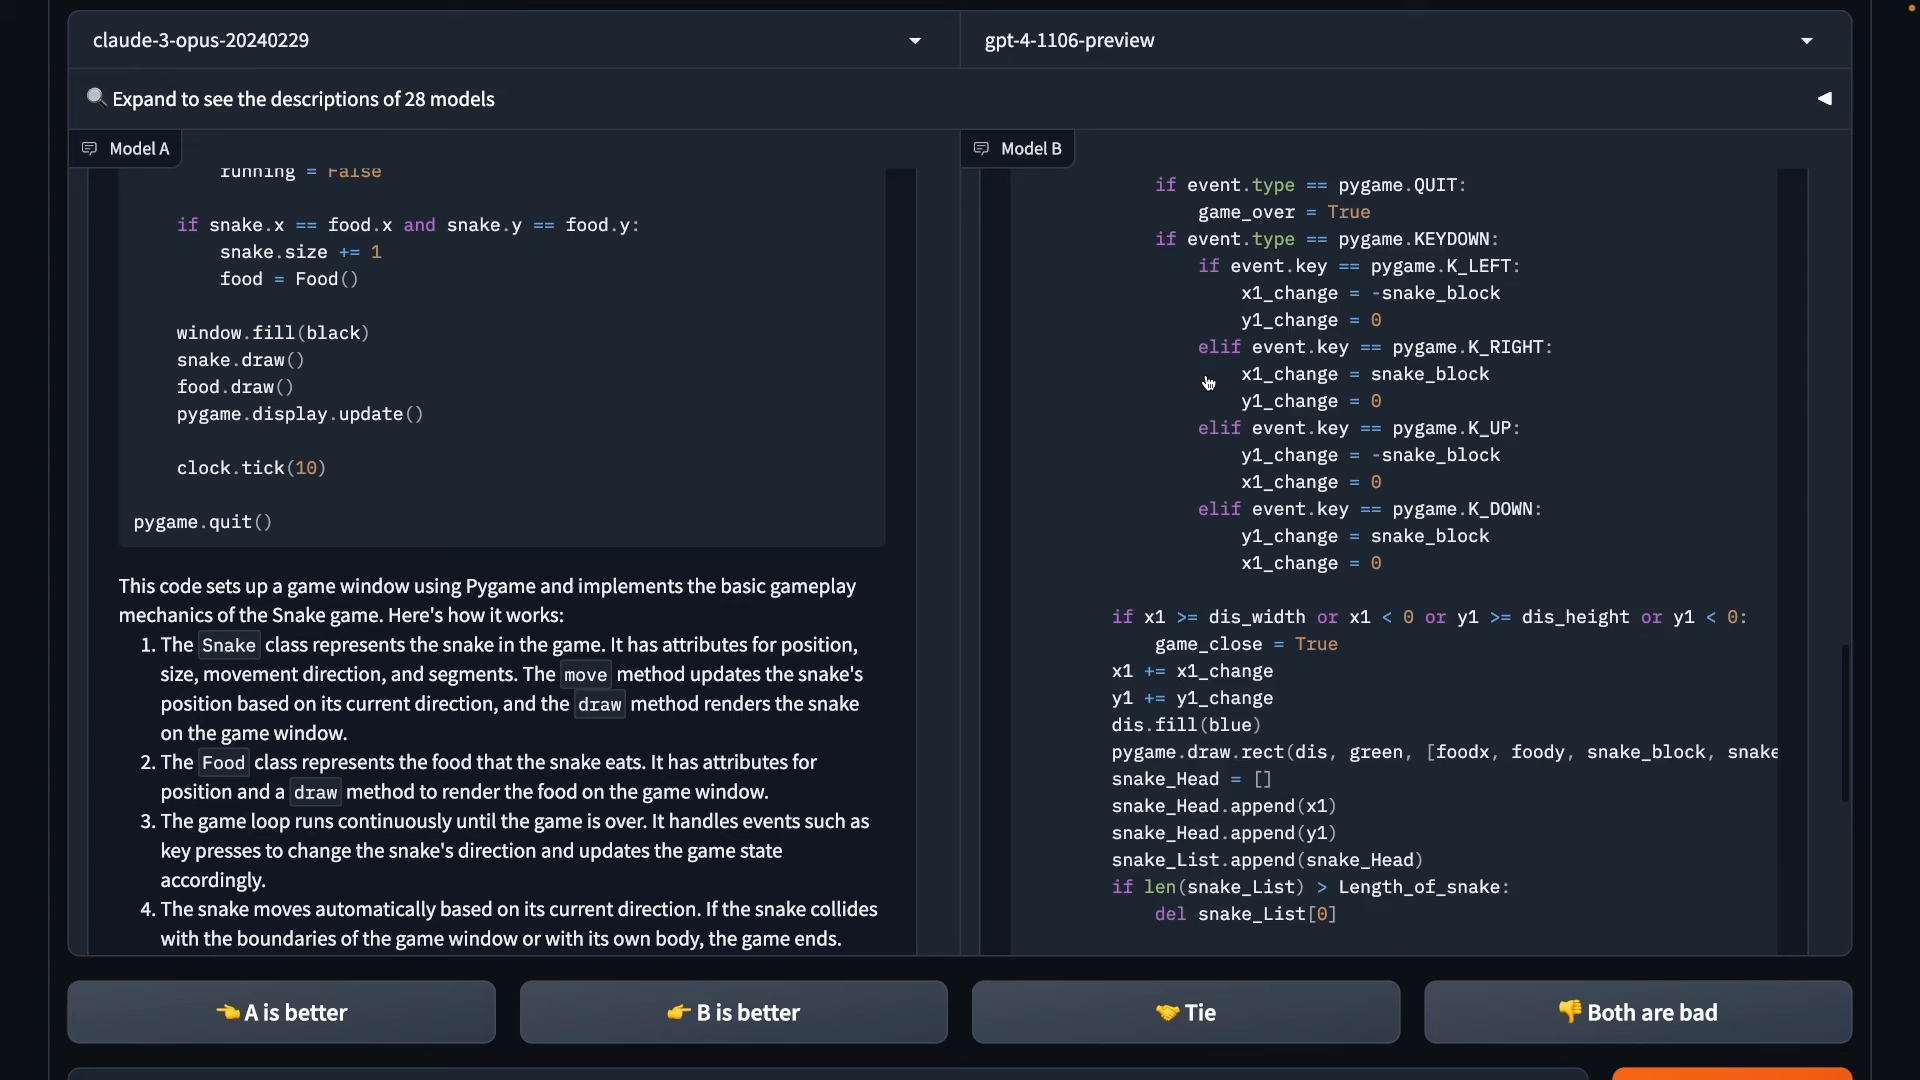 claude-3-opus-20240229
gpt-4-1106-preview
Expand to see the descriptions of 28 models
Model A
running = False
if snake.x == food.x and snake.y == food.y:
snake.size += 1
food = Food()
window.fill(black)
snake.draw()
food.draw()
pygame.display.update()
clock.tick(10)
pygame.quit()
This code sets up a game window using Pygame and implements the basic gameplay
mechanics of the Snake game. Here's how it works:
1. The Snake class represents the snake in the game. It has attributes for position,
size, movement direction, and segments. The move method updates the snake's
position based on its current direction, and the draw method renders the snake
on the game window.
2. The Food class represents the food that the snake eats. It has attributes for
position and a draw method to render the food on the game window.
3. The game loop runs continuously until the game is over. It handles events such as
key presses to change the snake's direction and updates the game state
accordingly.
4. The snake moves automatically based on its current direction. If the snake collides
with the boundaries of the game window or with its own body, the game ends.
Model B
if event.type == pygame.QUIT:
game_over = True
if event.type == pygame.KEYDOWN:
if event.key == pygame.K_LEFT:
x1_change = -snake_block
y1_change = 0
elif event.key == pygame.K_RIGHT:
x1_change = snake_block
y1_change = 0
elif event.key == pygame.K_UP:
y1_change = -snake_block
x1_change = 0
elif event.key == pygame.K_DOWN:
y1_change = snake_block
x1_change = 0
if x1 >= dis_width or x1 < 0 or y1 >= dis_height or y1 < 0:
game_close = True
x1 += x1_change
y1 += y1_change
dis.fill(blue)
pygame.draw.rect(dis, green, [foodx, foody, snake_block, snake
snake_Head = []
snake_Head.append(x1)
snake_Head.append(y1)
snake_List.append(snake_Head)
if len(snake_List) > Length_of_snake:
del snake_List[0]
A is better
B is better
Tie
Both are bad